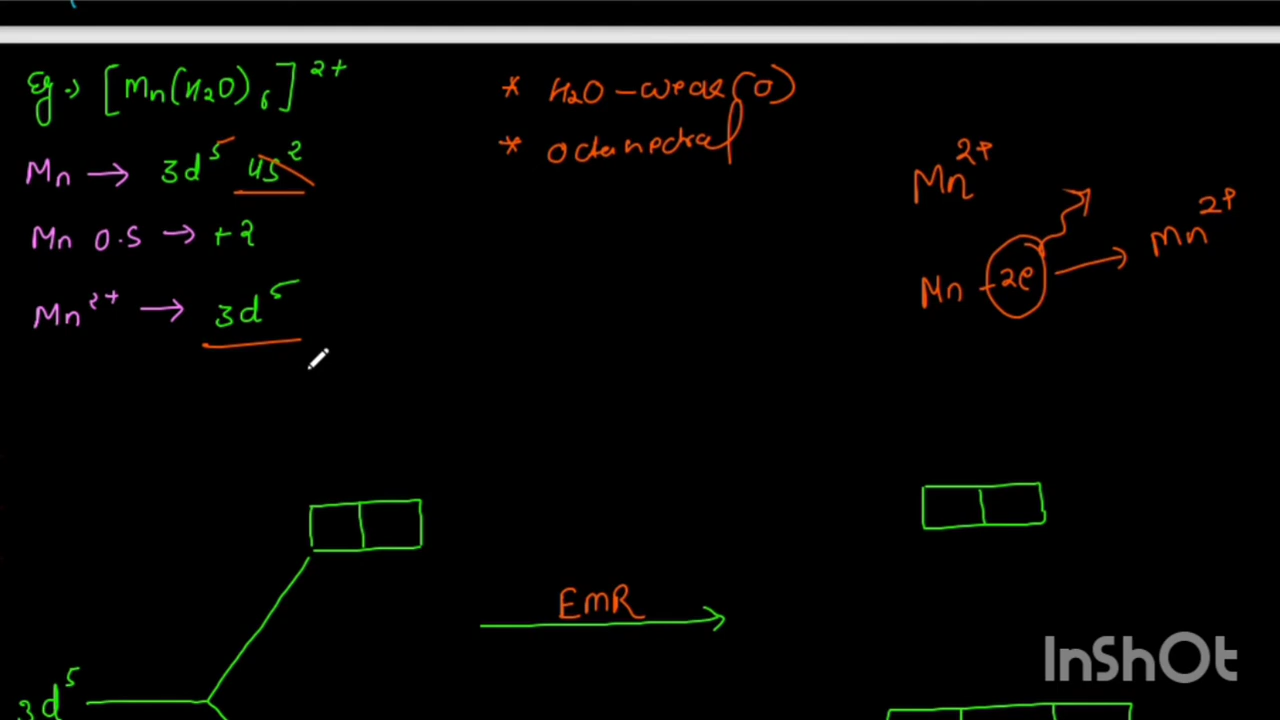 Eg:→ [Mn(H2O)6]²⁺
Mn → 3d⁵ 4s²
Mn O.S → +2
Mn²⁺ → 3d⁵
* H2O – weak (O)
* Octahedral
Mn²⁺
Mn – 2e → Mn²⁺
EMR
3d⁵
InShOt